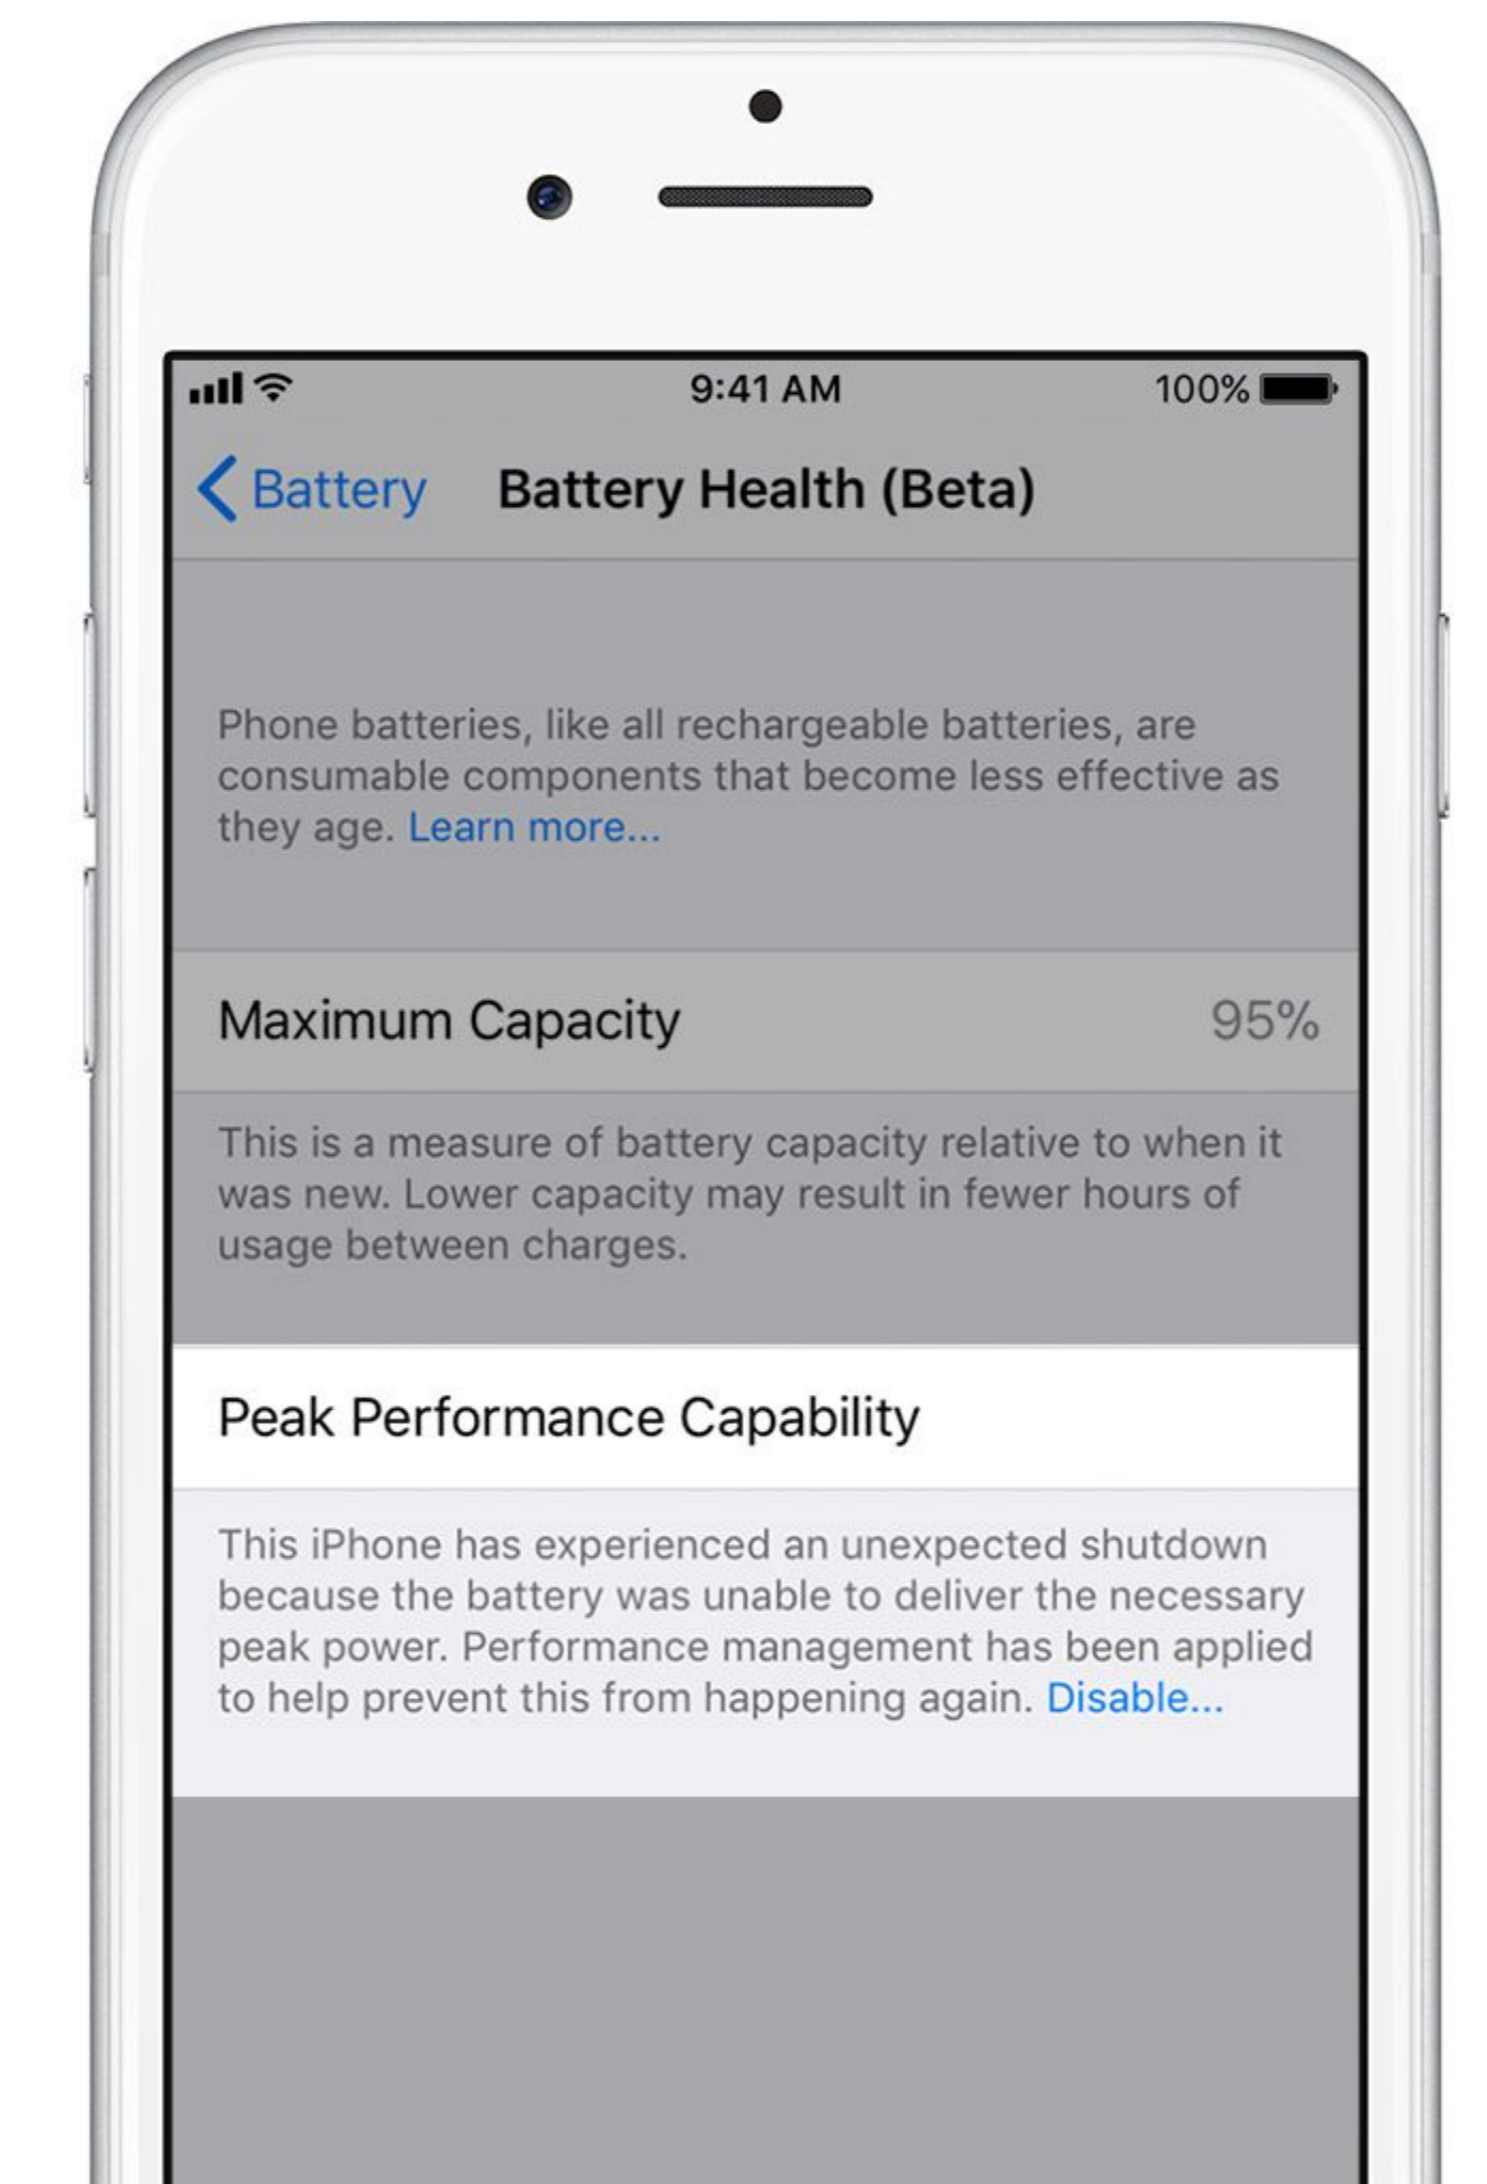 9:41 AM
100%
Battery
Battery Health (Beta)
Phone batteries, like all rechargeable batteries, are
consumable components that become less effective as
they age. Learn more...
Maximum Capacity
95%
This is a measure of battery capacity relative to when it
was new. Lower capacity may result in fewer hours of
usage between charges.
Peak Performance Capability
This iPhone has experienced an unexpected shutdown
because the battery was unable to deliver the necessary
peak power. Performance management has been applied
to help prevent this from happening again. Disable...